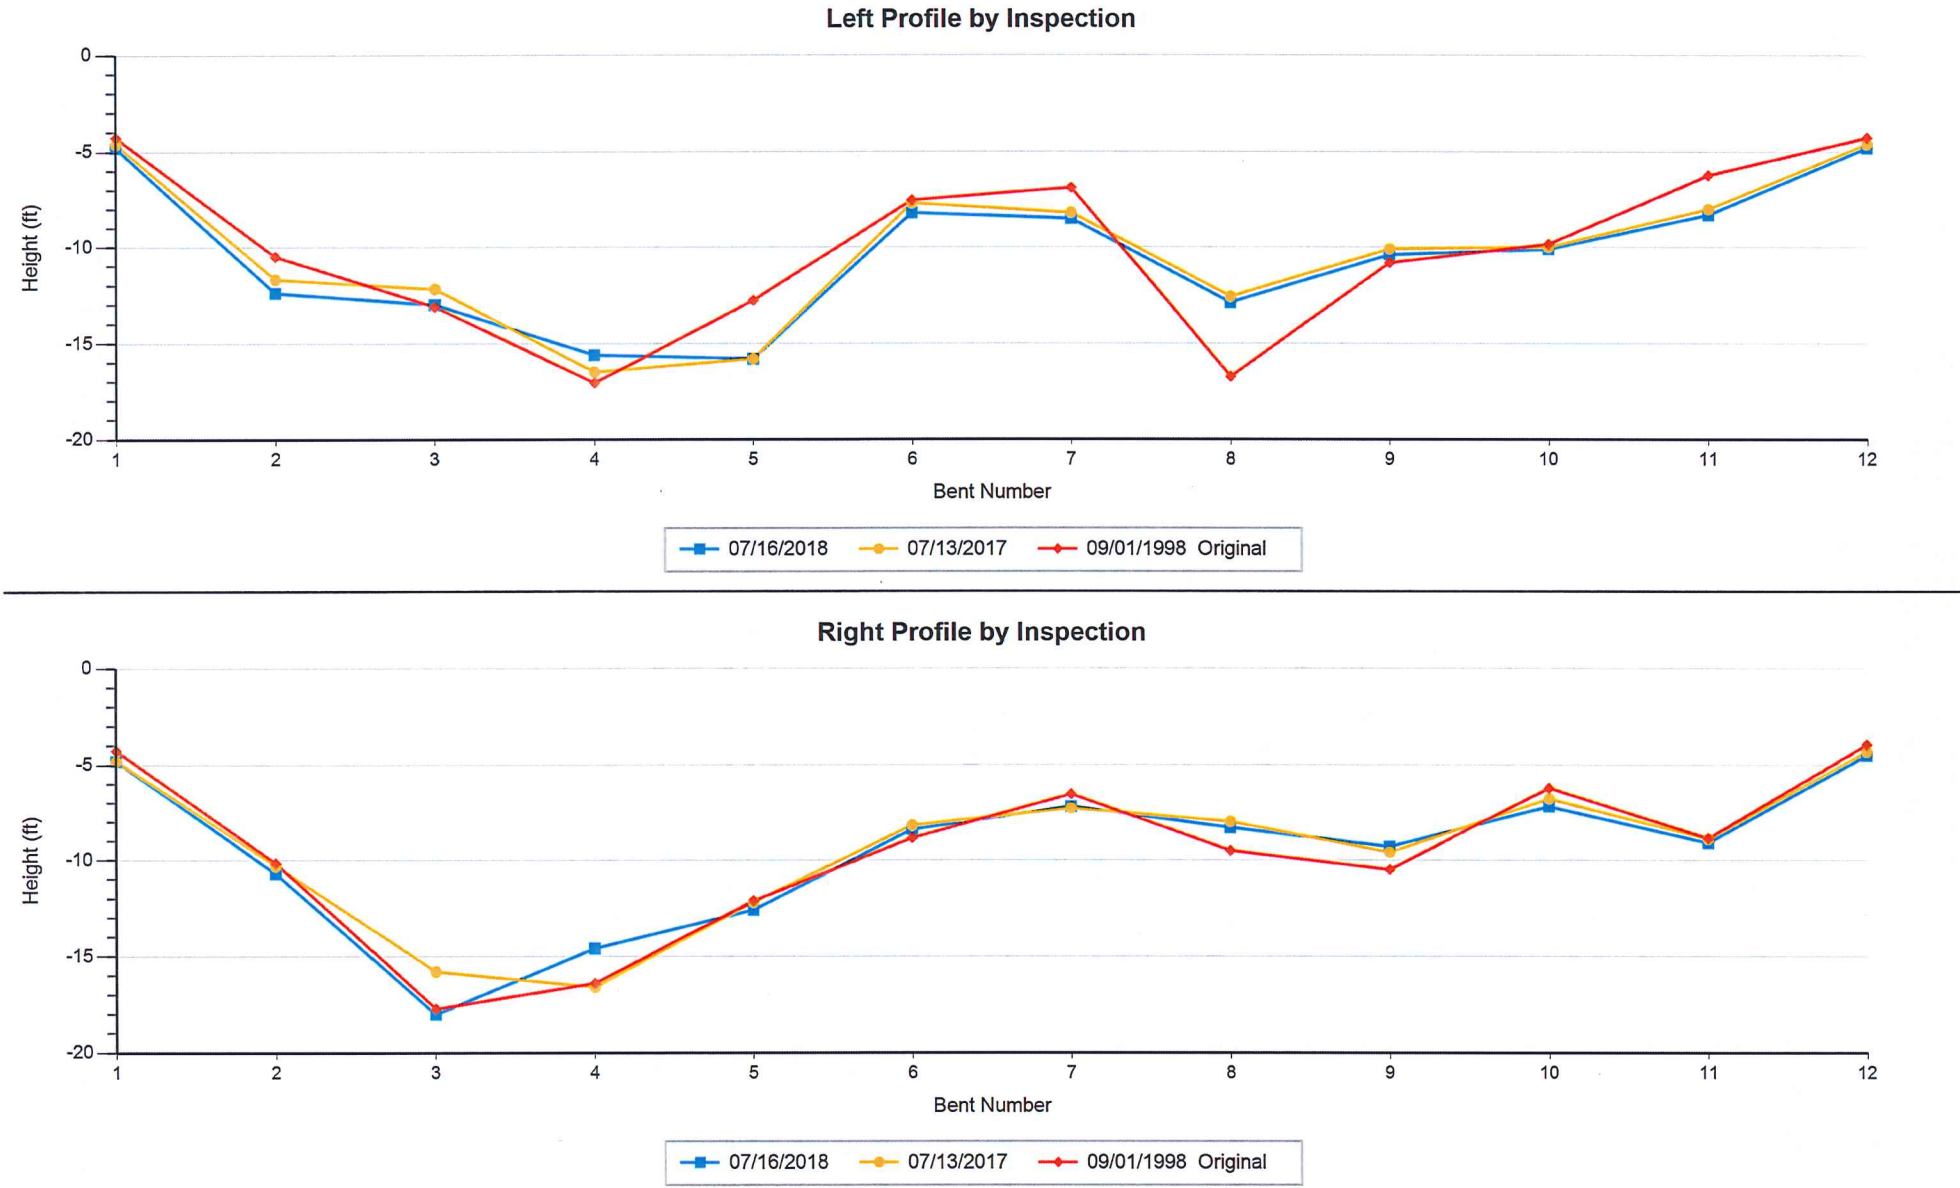 Left Profile by Inspection
0
-5
-10
-15
-20
Height (ft)
1 2 3 4 5 6 7 8 9 10 11 12
Bent Number
07/16/2018 07/13/2017 09/01/1998 Original
Right Profile by Inspection
0
-5
-10
-15
-20
Height (ft)
1 2 3 4 5 6 7 8 9 10 11 12
Bent Number
07/16/2018 07/13/2017 09/01/1998 Original